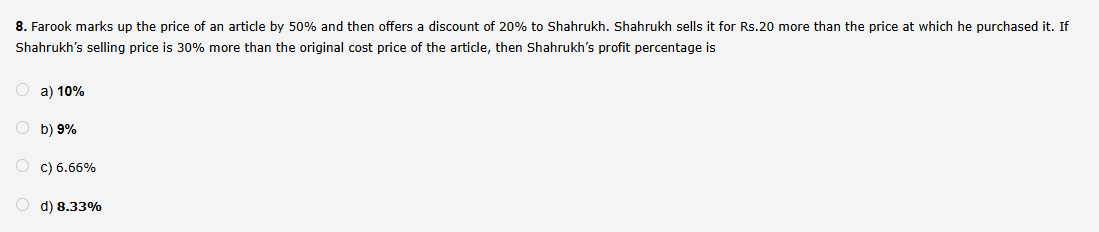 8. Farook marks up the price of an article by 50% and then offers a discount of 20% to Shahrukh. Shahrukh sells it for Rs.20 more than the price at which he purchased it. If
Shahrukh’s selling price is 30% more than the original cost price of the article, then Shahrukh’s profit percentage is
a) 10%
b) 9%
c) 6.66%
d) 8.33%